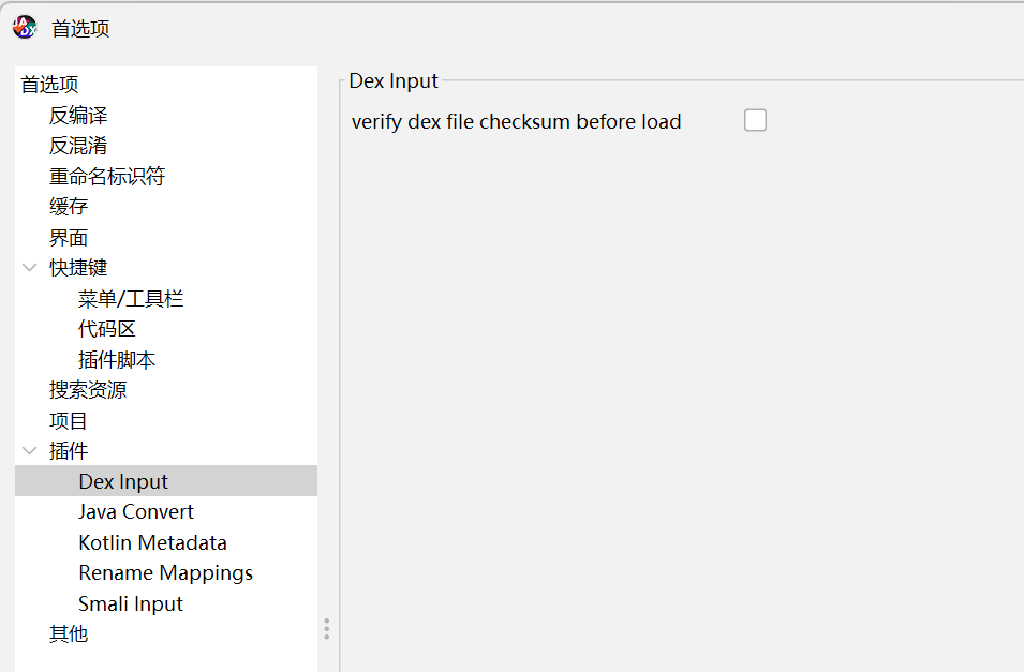 首选项
首选项
反编译
反混淆
重命名标识符
缓存
界面
快捷键
菜单/工具栏
代码区
插件脚本
搜索资源
项目
插件
Dex Input
Java Convert
Kotlin Metadata
Rename Mappings
Smali Input
其他
Dex Input
verify dex file checksum before load